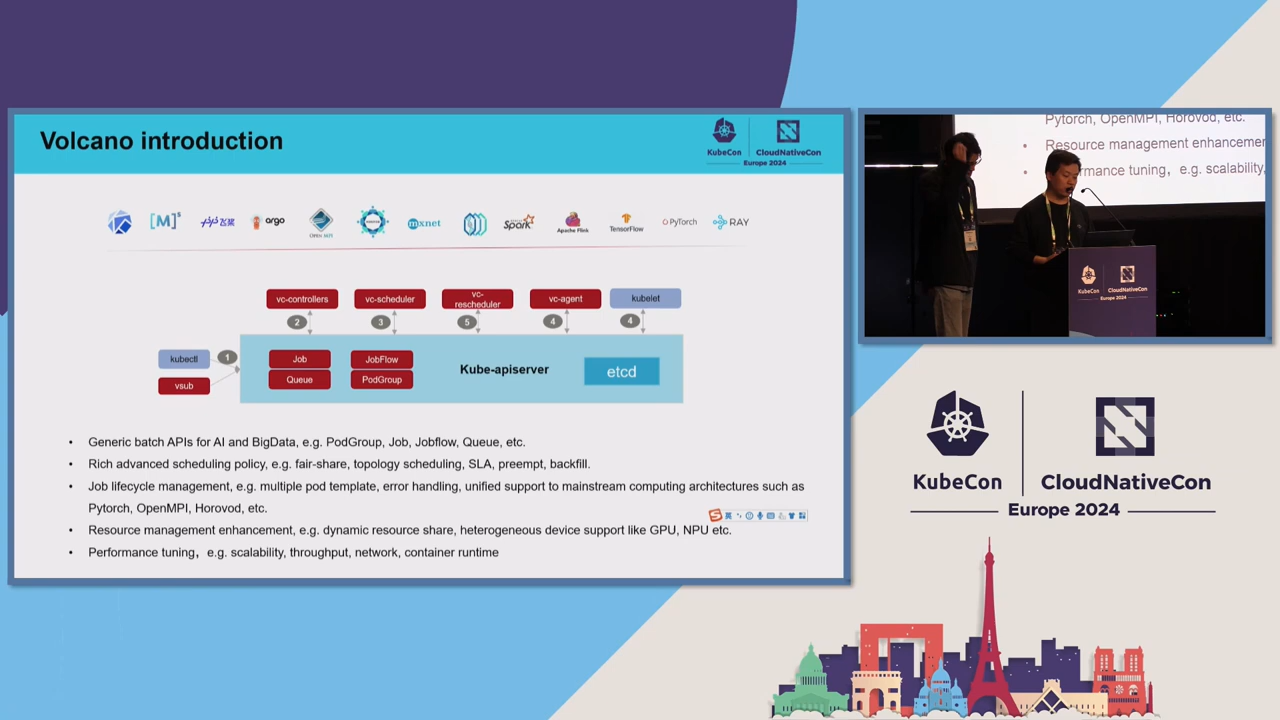 Volcano introduction
KubeCon
CloudNativeCon
Europe 2024
[M]s
飞桨
argo
OPEN MPI
mxnet
Spark
Apache Flink
TensorFlow
PyTorch
RAY
vc-controllers
vc-scheduler
vc-
rescheduler
vc-agent
kubelet
2
3
5
4
4
kubectl
1
vsub
Job
Queue
JobFlow
PodGroup
Kube-apiserver
etcd
• Generic batch APIs for AI and BigData, e.g. PodGroup, Job, Jobflow, Queue, etc.
• Rich advanced scheduling policy, e.g. fair-share, topology scheduling, SLA, preempt, backfill.
• Job lifecycle management, e.g. multiple pod template, error handling, unified support to mainstream computing architectures such as
Pytorch, OpenMPI, Horovod, etc.
• Resource management enhancement, e.g. dynamic resource share, heterogeneous device support like GPU, NPU etc.
• Performance tuning，e.g. scalability, throughput, network, container runtime
英
Pytorch, OpenMPI, Horovod, etc.
• Resource management enhancemen
• rmance tuning，e.g. scalability,
KubeCon
CloudNativeCon
Europe 2024
KubeCon
CloudNativeCon
Europe 2024